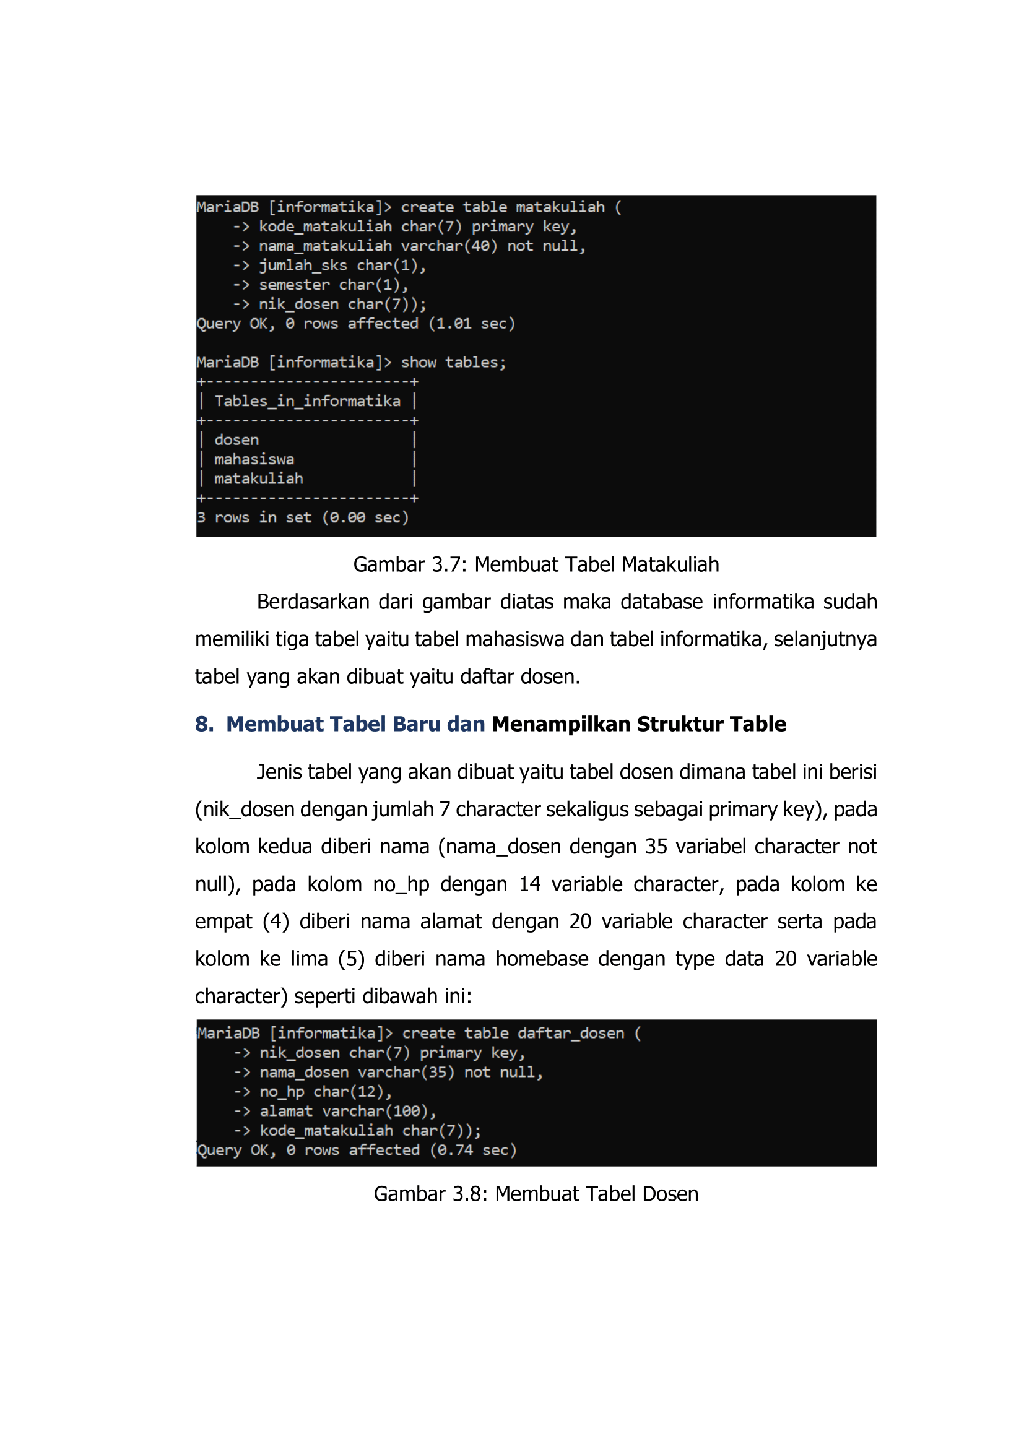 MariaDB [informatika]> create table matakuliah (
-> kode_matakuliah char(7) primary key,
-> nama_matakuliah varchar(40) not null,
-> jumlah_sks char(1),
-> semester char(1),
-> nik_dosen char(7));
Query OK, 0 rows affected (1.01 sec)
MariaDB [informatika]> show tables;
+-----------------------+
| Tables_in_informatika |
+-----------------------+
| dosen                 |
| mahasiswa             |
| matakuliah            |
+-----------------------+
3 rows in set (0.00 sec)
Gambar 3.7: Membuat Tabel Matakuliah
Berdasarkan dari gambar diatas maka database informatika sudah
memiliki tiga tabel yaitu tabel mahasiswa dan tabel informatika, selanjutnya
tabel yang akan dibuat yaitu daftar dosen.
8. Membuat Tabel Baru dan Menampilkan Struktur Table
Jenis tabel yang akan dibuat yaitu tabel dosen dimana tabel ini berisi
(nik_dosen dengan jumlah 7 character sekaligus sebagai primary key), pada
kolom kedua diberi nama (nama_dosen dengan 35 variabel character not
null), pada kolom no_hp dengan 14 variable character, pada kolom ke
empat (4) diberi nama alamat dengan 20 variable character serta pada
kolom ke lima (5) diberi nama homebase dengan type data 20 variable
character) seperti dibawah ini:
MariaDB [informatika]> create table daftar_dosen (
-> nik_dosen char(7) primary key,
-> nama_dosen varchar(35) not null,
-> no_hp char(12),
-> alamat varchar(100),
-> kode_matakuliah char(7));
Query OK, 0 rows affected (0.74 sec)
Gambar 3.8: Membuat Tabel Dosen